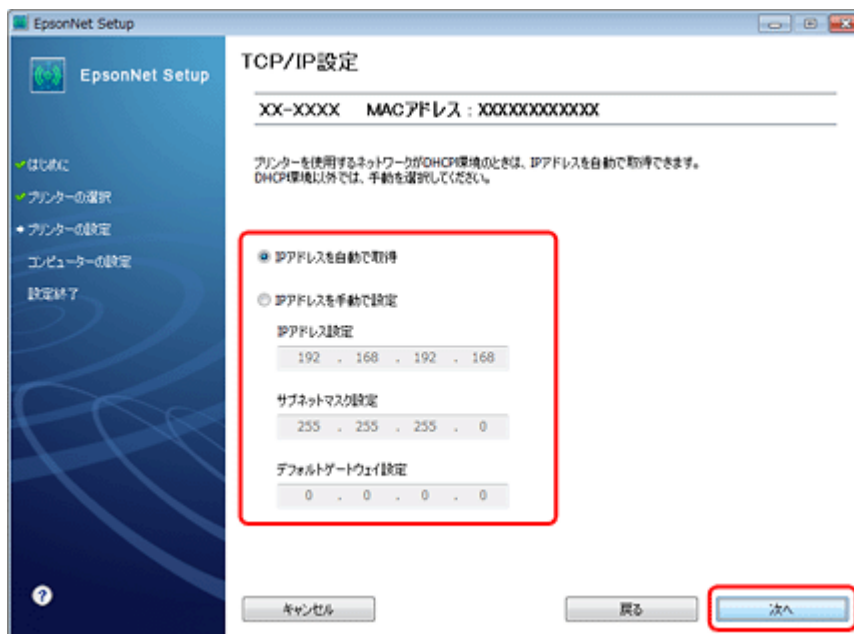 EpsonNet Setup
EpsonNet Setup
はじめに
プリンターの選択
プリンターの設定
コンピューターの設定
設定終了
TCP/IP設定
XX-XXXX MACアドレス：XXXXXXXXXXXX
プリンターを使用するネットワークがDHCP環境のときは、IPアドレスを自動で取得できます。
DHCP環境以外では、手動を選択してください。
IPアドレスを自動で取得
IPアドレスを手動で設定
IPアドレス設定
192 . 168 . 192 . 168
サブネットマスク設定
255 . 255 . 255 . 0
デフォルトゲートウェイ設定
0 . 0 . 0 . 0
?
キャンセル
戻る
次へ